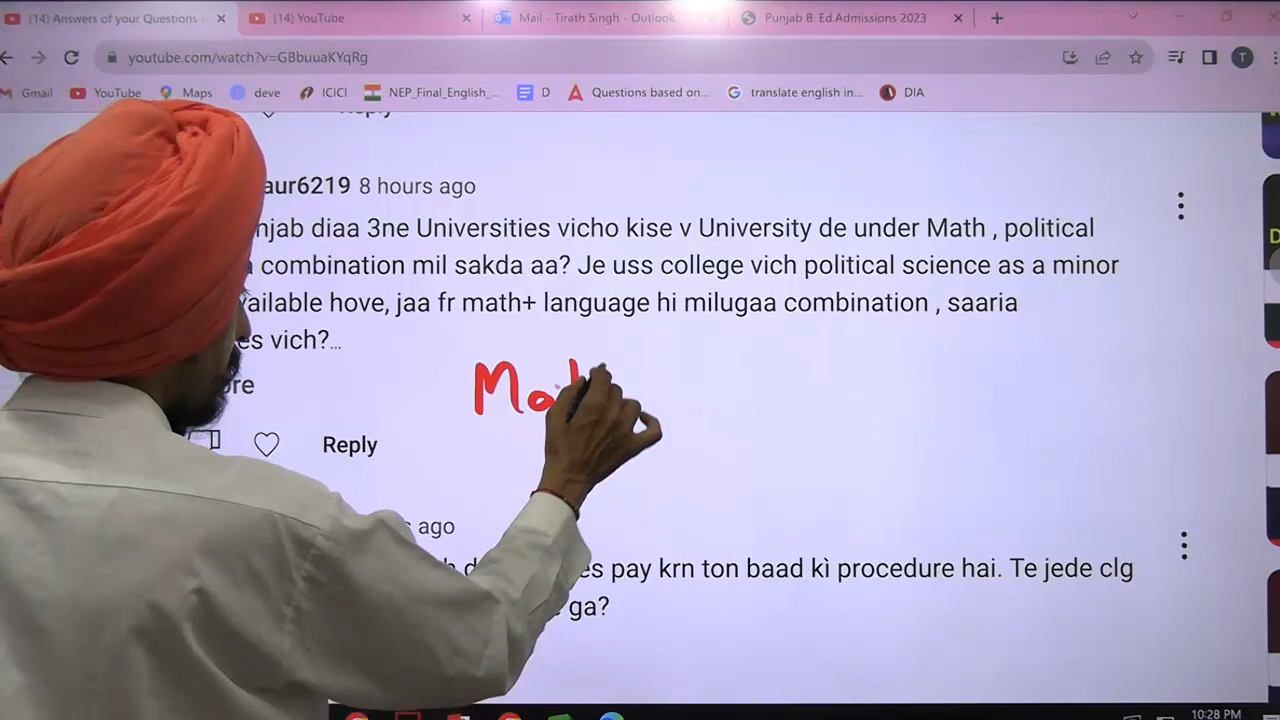 (14) Answers of your Questions
(14) YouTube
Mail - Tirath Singh - Outlook
Punjab B. Ed.Admissions 2023
youtube.com/watch?v=GBbuuaKYqRg
T
Gmail
YouTube
Maps
deve
ICICI
NEP_Final_English_...
D
Questions based on...
translate english in...
DIA
Reply
aur6219 8 hours ago
njab diaa 3ne Universities vicho kise v University de under Math , political
combination mil sakda aa? Je uss college vich political science as a minor
vailable hove, jaa fr math+ language hi milugaa combination , saaria
es vich?...
ore
Mat
Reply
ago
es pay krn ton baad kì procedure hai. Te jede clg
ga?
10:28 PM